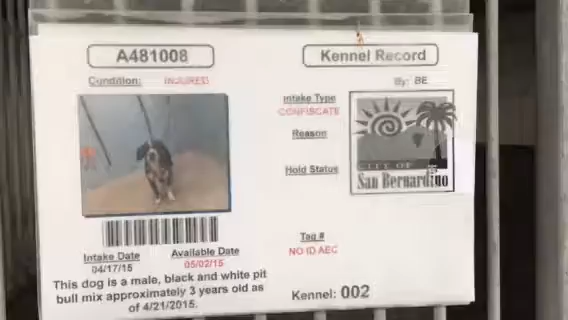 A481008
Kennel Record
Condition: INJURED
By: BE
Intake Type
CONFISCATE
Reason
Hold Status
CITY OF
San Bernardino
Intake Date
04/17/15
Available Date
05/02/15
Tag #
NO ID AEC
This dog is a male, black and white pit
bull mix approximately 3 years old as
of 4/21/2015.
Kennel: 002